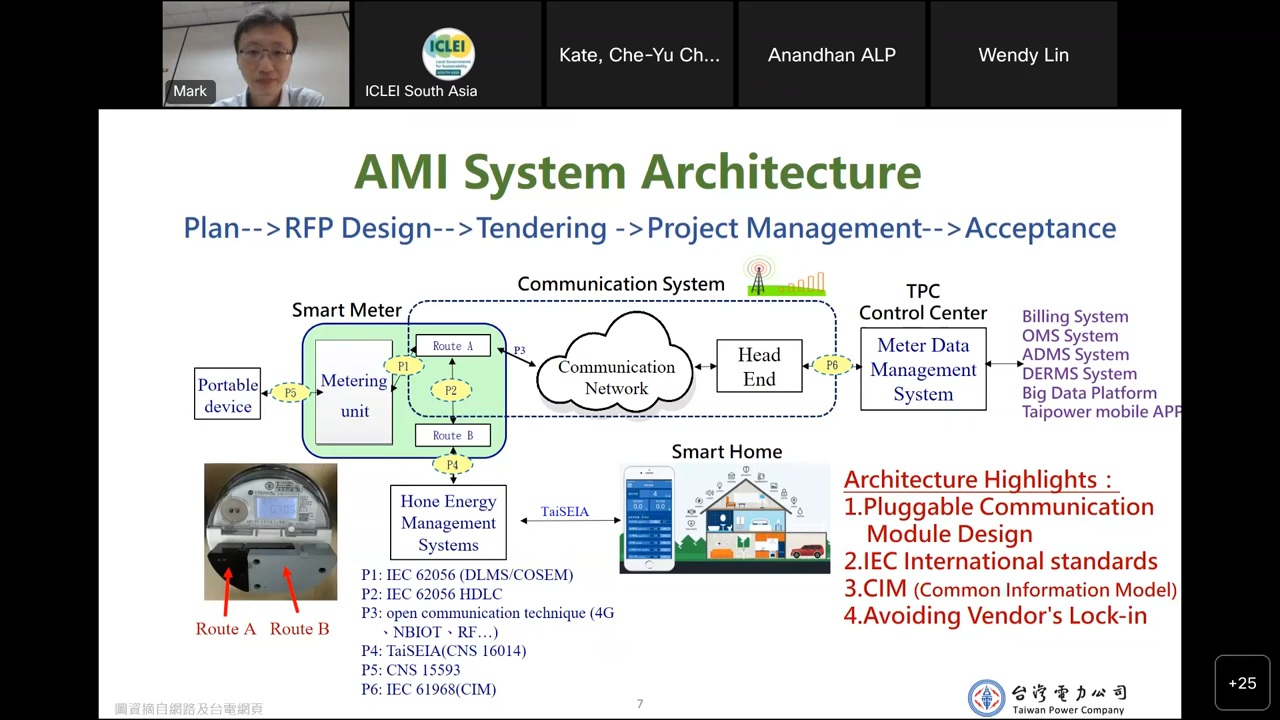 Mark
ICLEI
Local Governments
for Sustainability
SOUTH ASIA
ICLEI South Asia
Kate, Che-Yu Ch...
Anandhan ALP
Wendy Lin
AMI System Architecture
Plan-->RFP Design-->Tendering ->Project Management-->Acceptance
Communication System
Smart Meter
TPC
Control Center
Portable
device
P5
Metering
unit
P1
Route A
P2
Route B
P3
Communication
Network
Head
End
P6
Meter Data
Management
System
Billing System
OMS System
ADMS System
DERMS System
Big Data Platform
Taipower mobile APP
P4
Hone Energy
Management
Systems
TaiSEIA
Smart Home
Route A
Route B
P1: IEC 62056 (DLMS/COSEM)
P2: IEC 62056 HDLC
P3: open communication technique (4G
、NBIOT、RF…)
P4: TaiSEIA(CNS 16014)
P5: CNS 15593
P6: IEC 61968(CIM)
Architecture Highlights：
1.Pluggable Communication
Module Design
2.IEC International standards
3.CIM (Common Information Model)
4.Avoiding Vendor's Lock-in
圖資摘自網路及台電網頁
7
台灣電力公司
Taiwan Power Company
+25